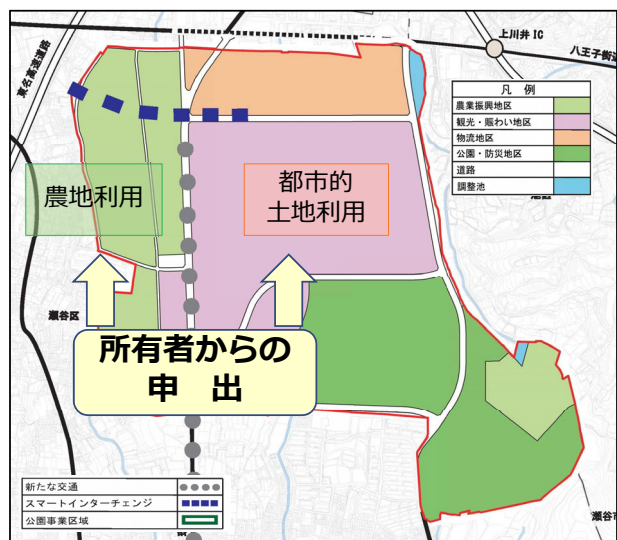 上川井 IC
八王子街道
東名高速道路
凡 例
農業振興地区
観光・賑わい地区
物流地区
公園・防災地区
道路
調整池
農地利用
都市的
土地利用
瀬谷区
所有者からの
申 出
新たな交通
スマートインターチェンジ
公園事業区域